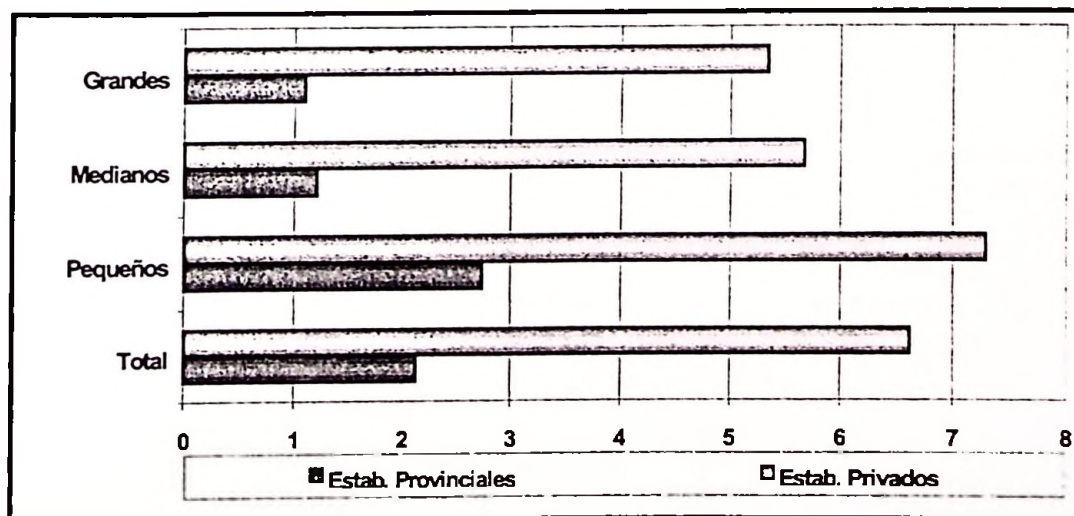 Grandes
Medianos
Pequeños
Total
0 1 2 3 4 5 6 7 8
Estab. Provinciales Estab. Privados